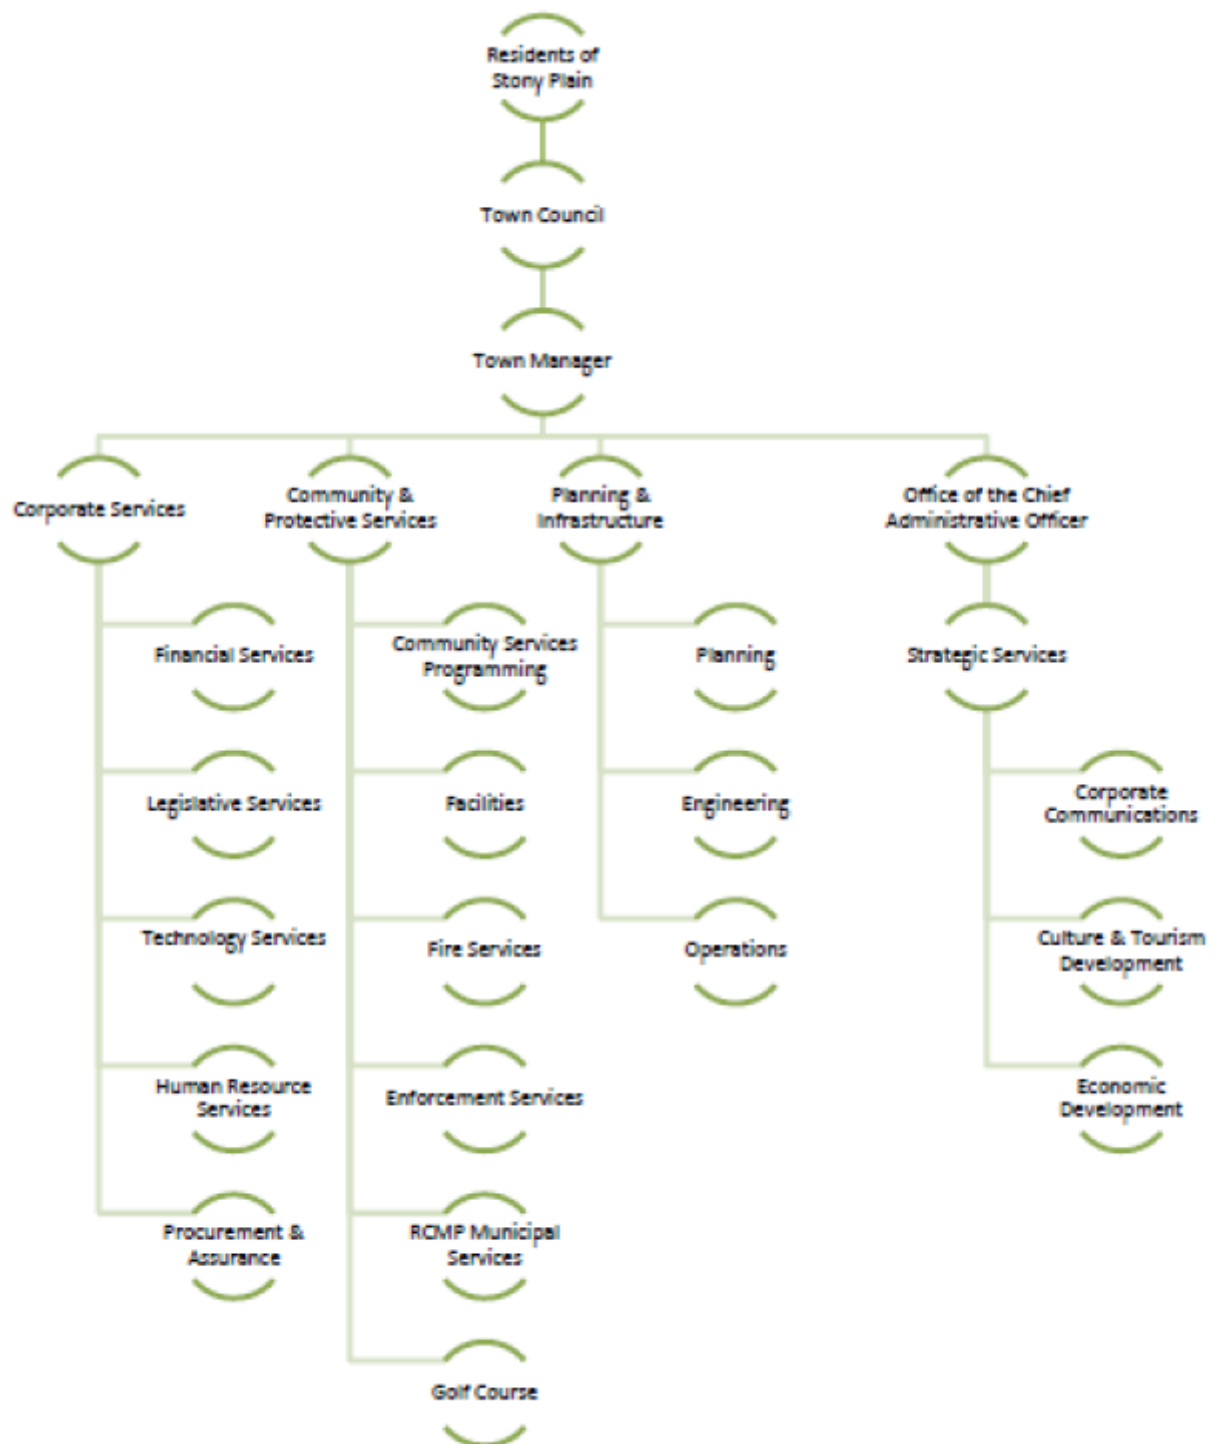 Residents of
Stony Plain
Town Council
Town Manager
Corporate Services
Community &
Protective Services
Planning &
Infrastructure
Office of the Chief
Administrative Officer
Financial Services
Community Services
Programming
Planning
Strategic Services
Legislative Services
Facilities
Engineering
Corporate
Communications
Technology Services
Fire Services
Operations
Culture & Tourism
Development
Human Resource
Services
Enforcement Services
Economic
Development
Procurement &
Assurance
RCMP Municipal
Services
Golf Course